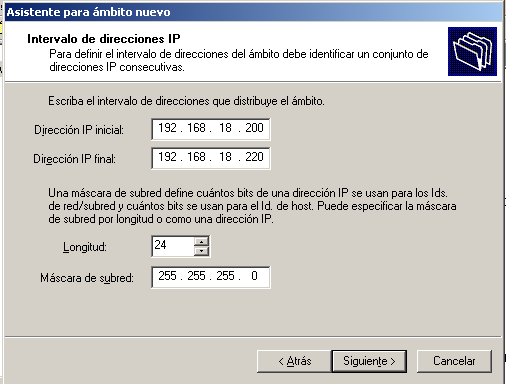 Asistente para ámbito nuevo
Intervalo de direcciones IP
Para definir el intervalo de direcciones del ámbito debe identificar un conjunto de
direcciones IP consecutivas.
Escriba el intervalo de direcciones que distribuye el ámbito.
Dirección IP inicial: 192 . 168 . 18 . 200
Dirección IP final: 192 . 168 . 18 . 220
Una máscara de subred define cuántos bits de una dirección IP se usan para los Ids.
de red/subred y cuántos bits se usan para el Id. de host. Puede especificar la máscara
de subred por longitud o como una dirección IP.
Longitud: 24
Máscara de subred: 255 . 255 . 255 . 0
< Atrás Siguiente > Cancelar